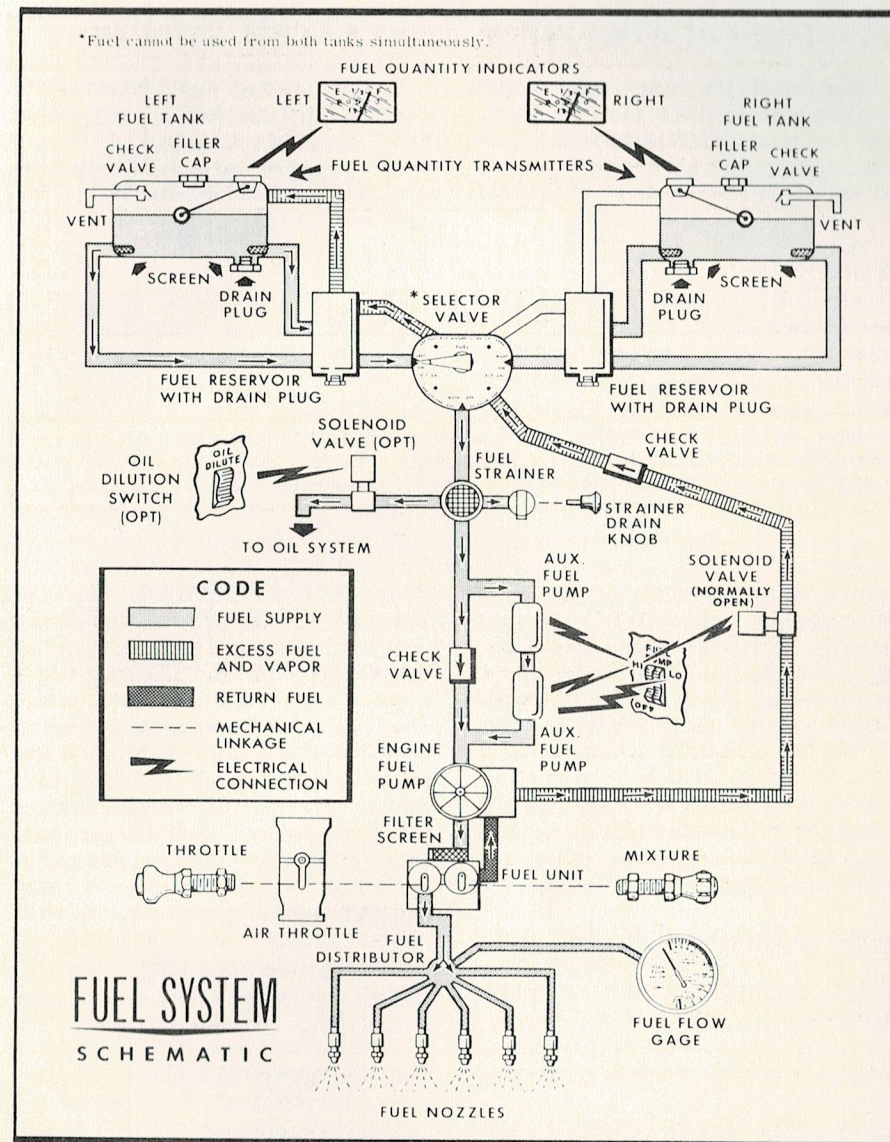 *Fuel cannot be used from both tanks simultaneously.
FUEL QUANTITY INDICATORS
LEFT
RIGHT
LEFT
FUEL TANK
RIGHT
FUEL TANK
CHECK
VALVE
FILLER
CAP
FUEL QUANTITY TRANSMITTERS
FILLER
CAP
CHECK
VALVE
VENT
VENT
SCREEN
DRAIN
PLUG
*SELECTOR
VALVE
DRAIN
PLUG
SCREEN
FUEL RESERVOIR
WITH DRAIN PLUG
FUEL RESERVOIR
WITH DRAIN PLUG
SOLENOID
VALVE (OPT)
OIL
DILUTION
SWITCH
(OPT)
OIL
DILUTE
FUEL
STRAINER
CHECK
VALVE
STRAINER
DRAIN
KNOB
TO OIL SYSTEM
AUX.
FUEL
PUMP
SOLENOID
VALVE
(NORMALLY
OPEN)
CODE
FUEL SUPPLY
EXCESS FUEL
AND VAPOR
RETURN FUEL
MECHANICAL
LINKAGE
ELECTRICAL
CONNECTION
CHECK
VALVE
HI
LO
OFF
AUX.
FUEL
PUMP
ENGINE
FUEL
PUMP
FILTER
SCREEN
THROTTLE
FUEL UNIT
MIXTURE
AIR THROTTLE
FUEL
DISTRIBUTOR
FUEL FLOW
GAGE
FUEL SYSTEM
SCHEMATIC
FUEL NOZZLES